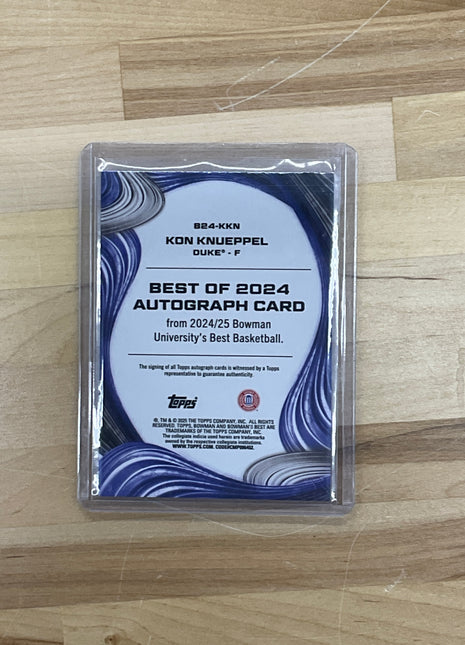 B24-KKN
KON KNUEPPEL
DUKE® - F
BEST OF 2024
AUTOGRAPH CARD
from 2024/25 Bowman
University's Best Basketball.
The signing of all Topps autograph cards is witnessed by a Topps
representative to guarantee authenticity.
Topps
®, TM & © 2025 THE TOPPS COMPANY, INC. ALL RIGHTS
RESERVED. TOPPS, BOWMAN AND BOWMAN'S BEST ARE
TRADEMARKS OF THE TOPPS COMPANY, INC.
The collegiate indicia used herein are trademarks
owned by the respective collegiate institutions.
WWW.TOPPS.COM.